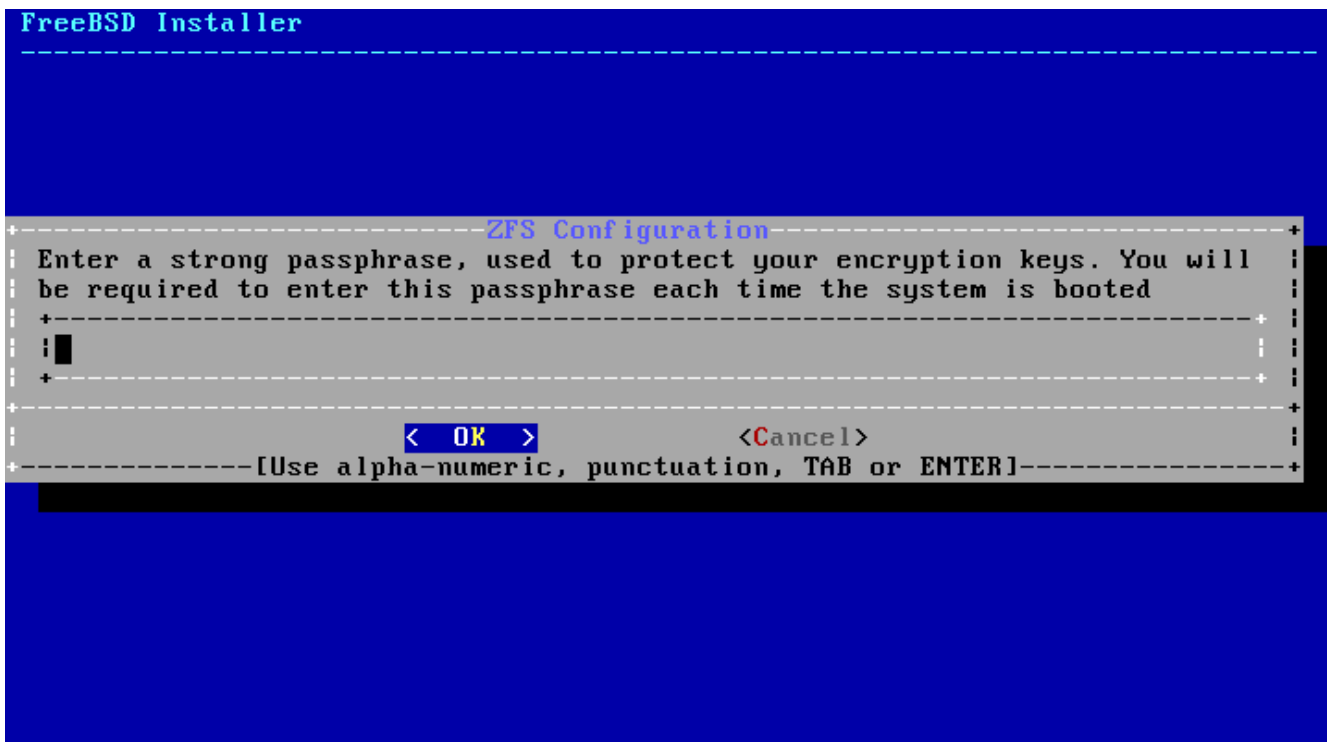 FreeBSD Installer
ZFS Configuration
Enter a strong passphrase, used to protect your encryption keys. You will
be required to enter this passphrase each time the system is booted
< OK > <Cancel>
[Use alpha-numeric, punctuation, TAB or ENTER]